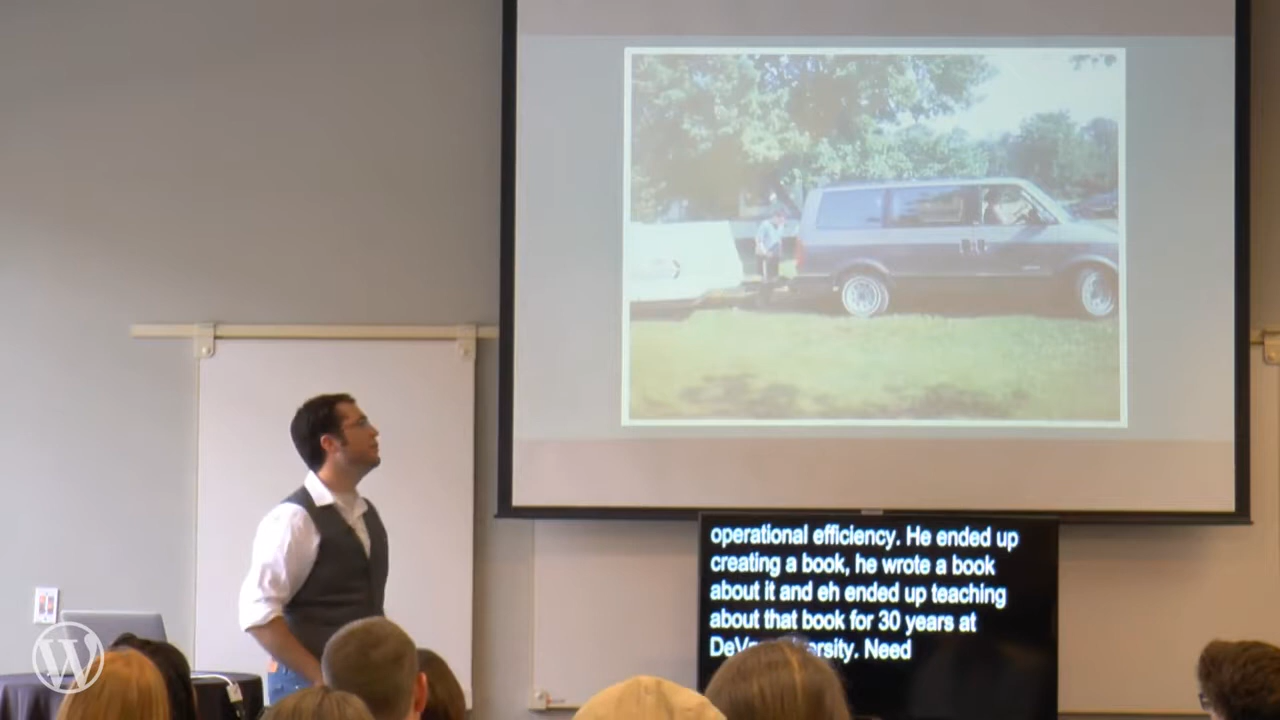 operational efficiency. He ended up
creating a book, he wrote a book
about it and eh ended up teaching
about that book for 30 years at
Need